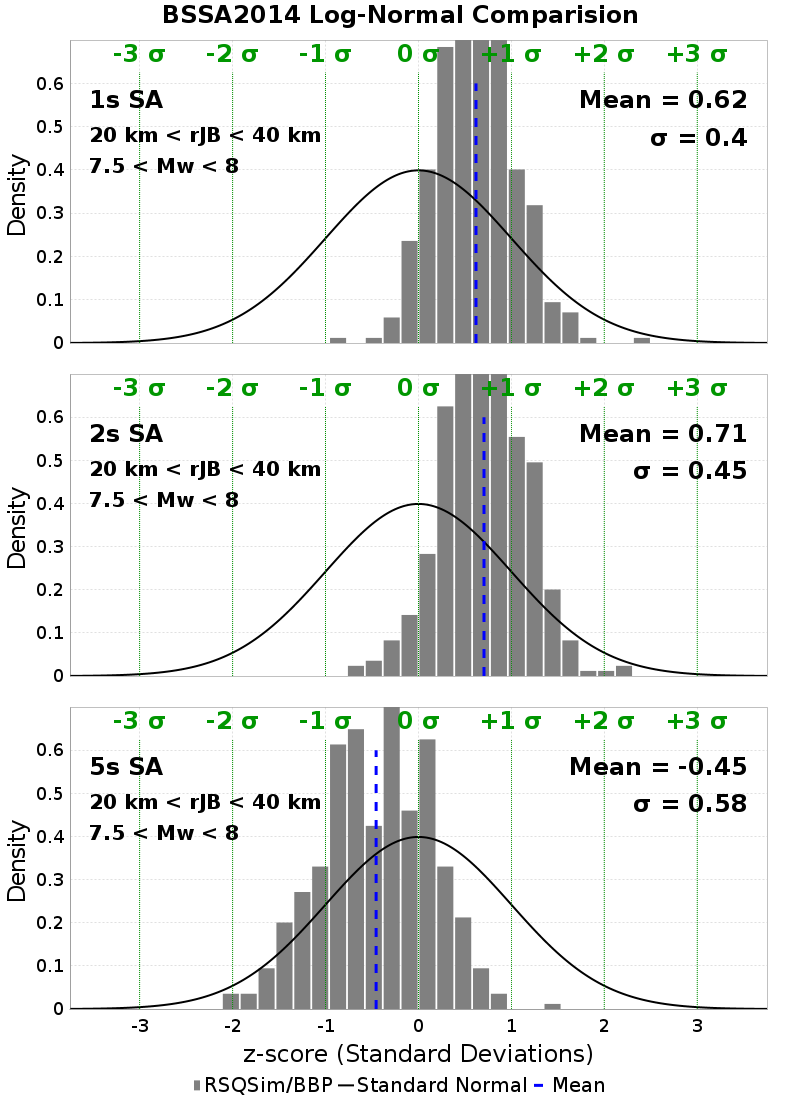 BSSA2014 Log-Normal Comparision
-3 σ -2 σ -1 σ 0 σ +1 σ +2 σ +3 σ
0.6
1s SA Mean = 0.62
0.5
20 km < rJB < 40 km σ = 0.4
7.5 < Mw < 8
0.4
0.3
0.2
0.1
0
Density
-3 σ -2 σ -1 σ 0 σ +1 σ +2 σ +3 σ
0.6
2s SA Mean = 0.71
0.5
20 km < rJB < 40 km σ = 0.45
7.5 < Mw < 8
0.4
0.3
0.2
0.1
0
Density
-3 σ -2 σ -1 σ 0 σ +1 σ +2 σ +3 σ
0.6
5s SA Mean = -0.45
0.5
20 km < rJB < 40 km σ = 0.58
7.5 < Mw < 8
0.4
0.3
0.2
0.1
0
Density
-3 -2 -1 0 1 2 3
z-score (Standard Deviations)
RSQSim/BBP Standard Normal Mean